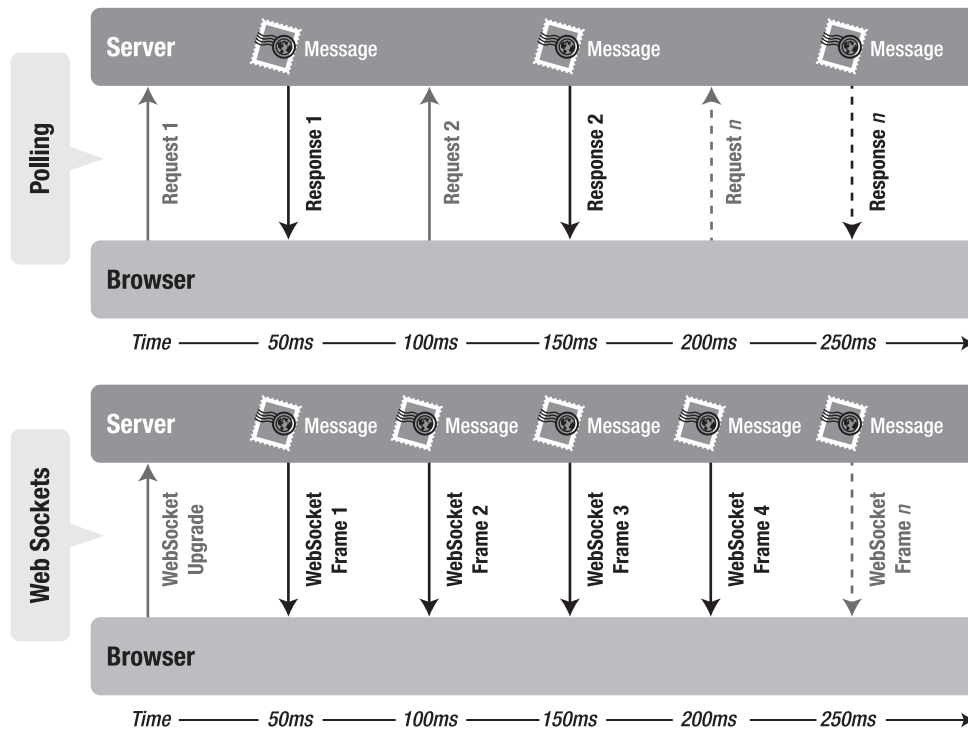 Polling
Server
Message
Message
Message
Request 1
Response 1
Request 2
Response 2
Request n
Response n
Browser
Time
50ms
100ms
150ms
200ms
250ms
Web Sockets
Server
Message
Message
Message
Message
Message
WebSocket
Upgrade
WebSocket
Frame 1
WebSocket
Frame 2
WebSocket
Frame 3
WebSocket
Frame 4
WebSocket
Frame n
Browser
Time
50ms
100ms
150ms
200ms
250ms